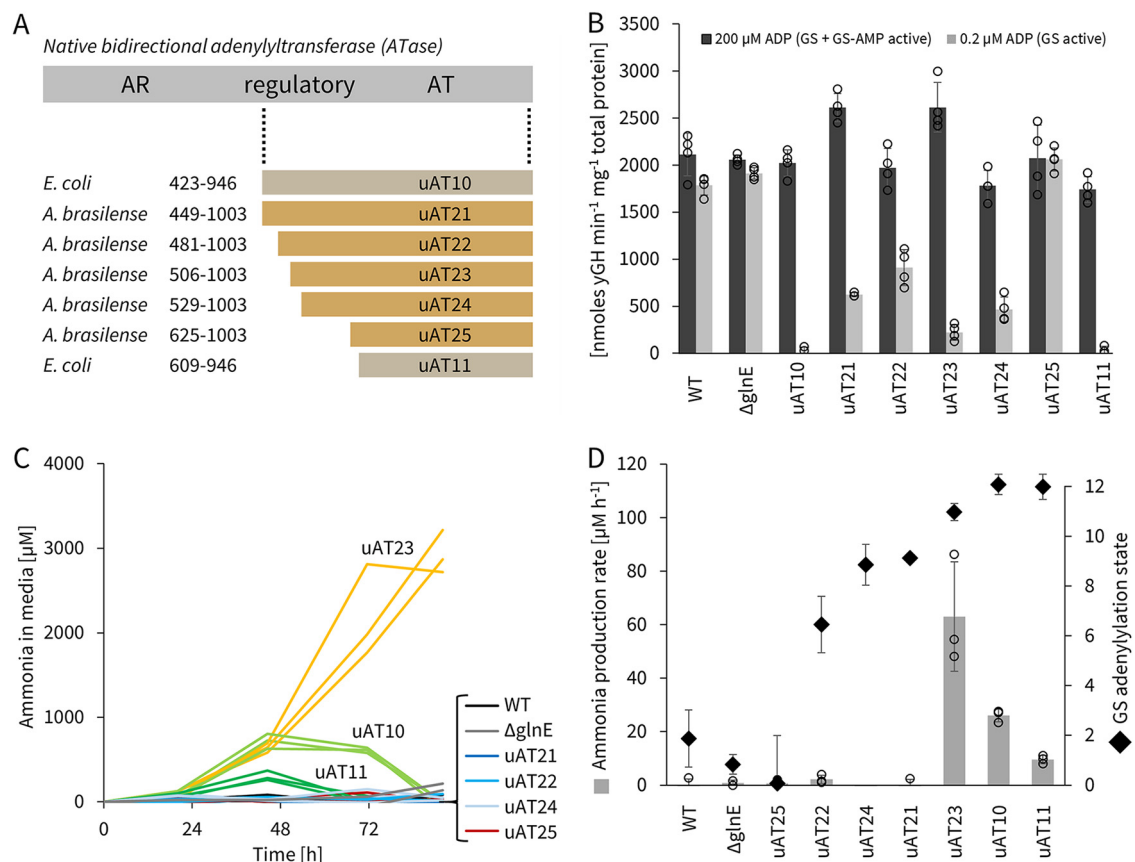 A
Native bidirectional adenylyltransferase (ATase)
AR regulatory AT
E. coli 423-946 uAT10
A. brasilense 449-1003 uAT21
A. brasilense 481-1003 uAT22
A. brasilense 506-1003 uAT23
A. brasilense 529-1003 uAT24
A. brasilense 625-1003 uAT25
E. coli 609-946 uAT11
B
[nmoles yGH min⁻¹ mg⁻¹ total protein]
200 µM ADP (GS + GS-AMP active) 0.2 µM ADP (GS active)
3500
3000
2500
2000
1500
1000
500
0
WT ΔglnE uAT10 uAT21 uAT22 uAT23 uAT24 uAT25 uAT11
C
Ammonia in media [µM]
4000
3000
2000
1000
0
uAT23
uAT10
uAT11
WT
ΔglnE
uAT21
uAT22
uAT24
uAT25
0 24 48 72
Time [h]
D
Ammonia production rate [µM h⁻¹]
120
100
80
60
40
20
0
12
10
8
6
4
2
0
GS adenylylation state
WT ΔglnE uAT25 uAT22 uAT24 uAT21 uAT23 uAT10 uAT11